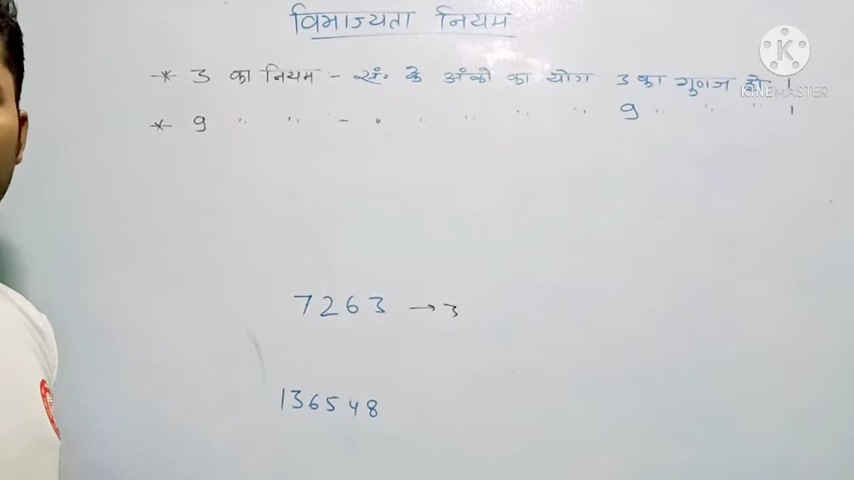 विभाज्यता नियम
* 3 का नियम :- सं॰ के अंको का योग 3 का गुणज हो ।
* 9 " " - " " " " " 9 " " " ।
7263 → 3
136548
K
KINEMASTER